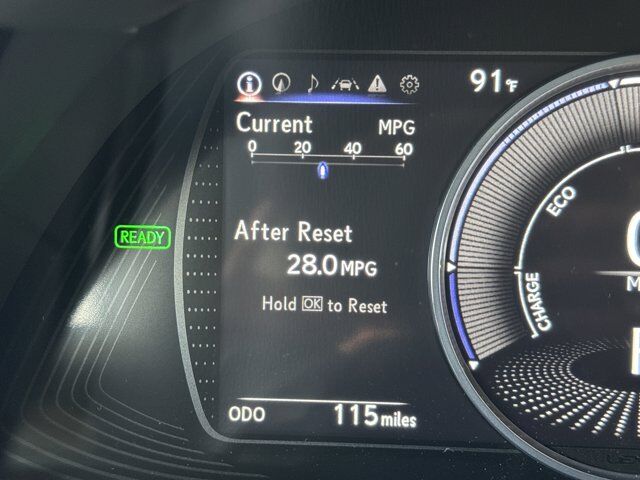 91°F
Current MPG
0 20 40 60
READY
After Reset
28.0 MPG
Hold OK to Reset
ODO 115 miles
ECO
CHARGE